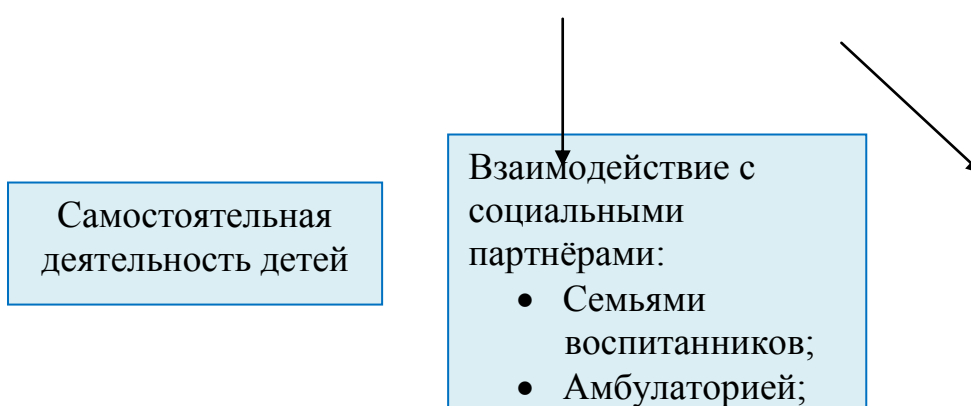 Самостоятельная
деятельность детей
Взаимодействие с
социальными
партнёрами:
• Семьями
воспитанников;
• Амбулаторией;